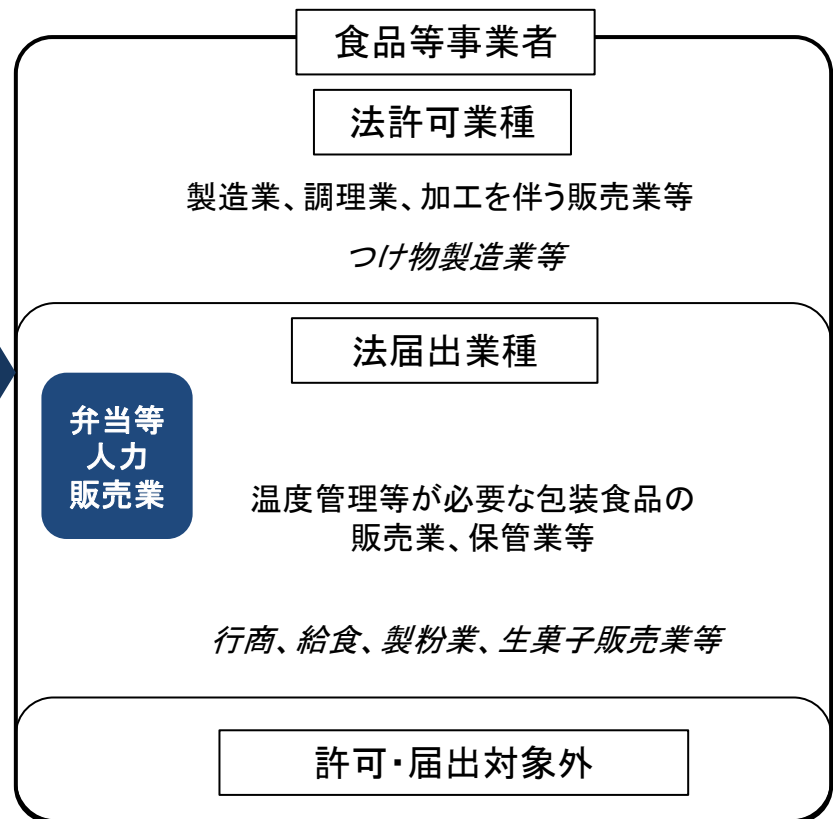 食品等事業者
法許可業種
製造業、調理業、加工を伴う販売業等
つけ物製造業等
法届出業種
弁当等
人力
販売業
温度管理等が必要な包装食品の
販売業、保管業等
行商、給食、製粉業、生菓子販売業等
許可・届出対象外